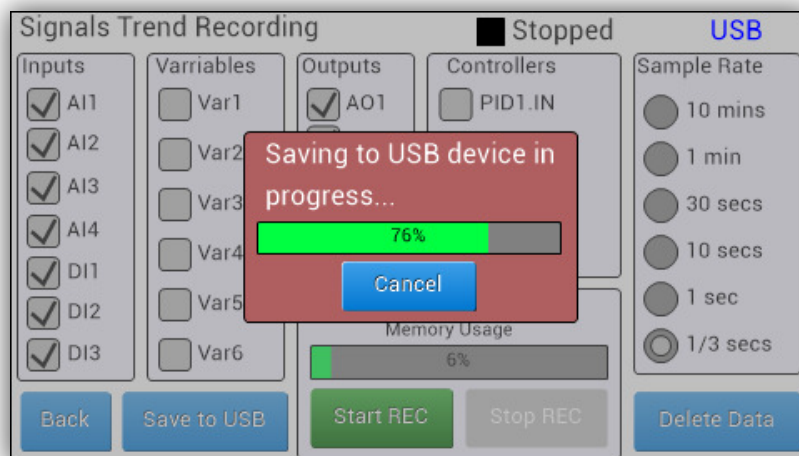 Signals Trend Recording
Stopped
USB
Inputs
AI1
AI2
AI3
AI4
DI1
DI2
DI3
Varriables
Var1
Var2
Var3
Var4
Var5
Var6
Outputs
AO1
Controllers
PID1.IN
Sample Rate
10 mins
1 min
30 secs
10 secs
1 sec
1/3 secs
Saving to USB device in
progress...
76%
Cancel
Memory Usage
6%
Back
Save to USB
Start REC
Stop REC
Delete Data